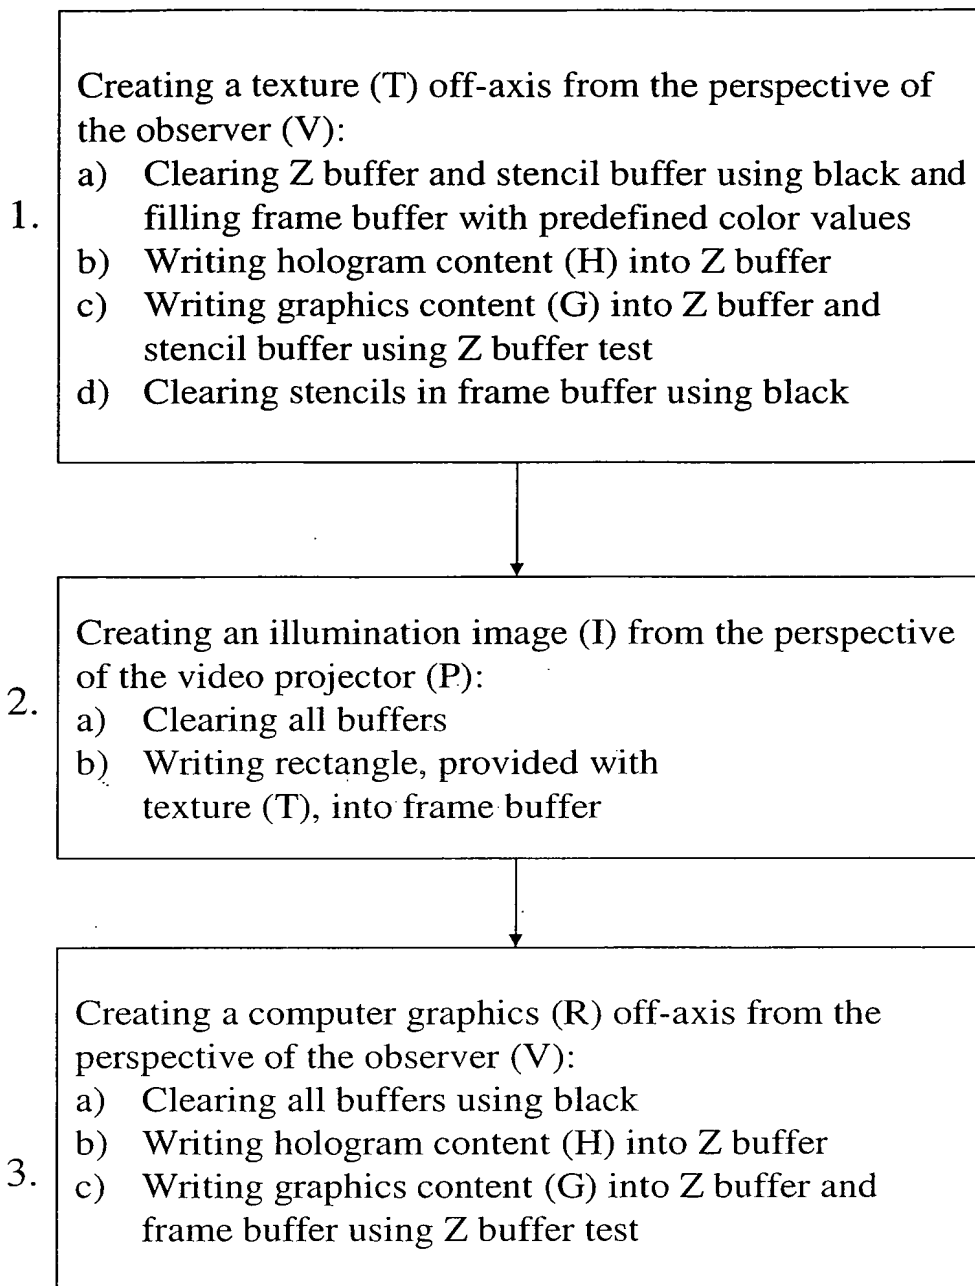 Creating a texture (T) off-axis from the perspective of
the observer (V):
a) Clearing Z buffer and stencil buffer using black and
1.
filling frame buffer with predefined color values
b) Writing hologram content (H) into Z buffer
c) Writing graphics content (G) into Z buffer and
stencil buffer using Z buffer test
d) Clearing stencils in frame buffer using black
Creating an illumination image (I) from the perspective
of the video projector (P):
2.
a) Clearing all buffers
b) Writing rectangle, provided with
texture (T), into frame buffer
Creating a computer graphics (R) off-axis from the
perspective of the observer (V):
a) Clearing all buffers using black
b) Writing hologram content (H) into Z buffer
3.
c) Writing graphics content (G) into Z buffer and
frame buffer using Z buffer test